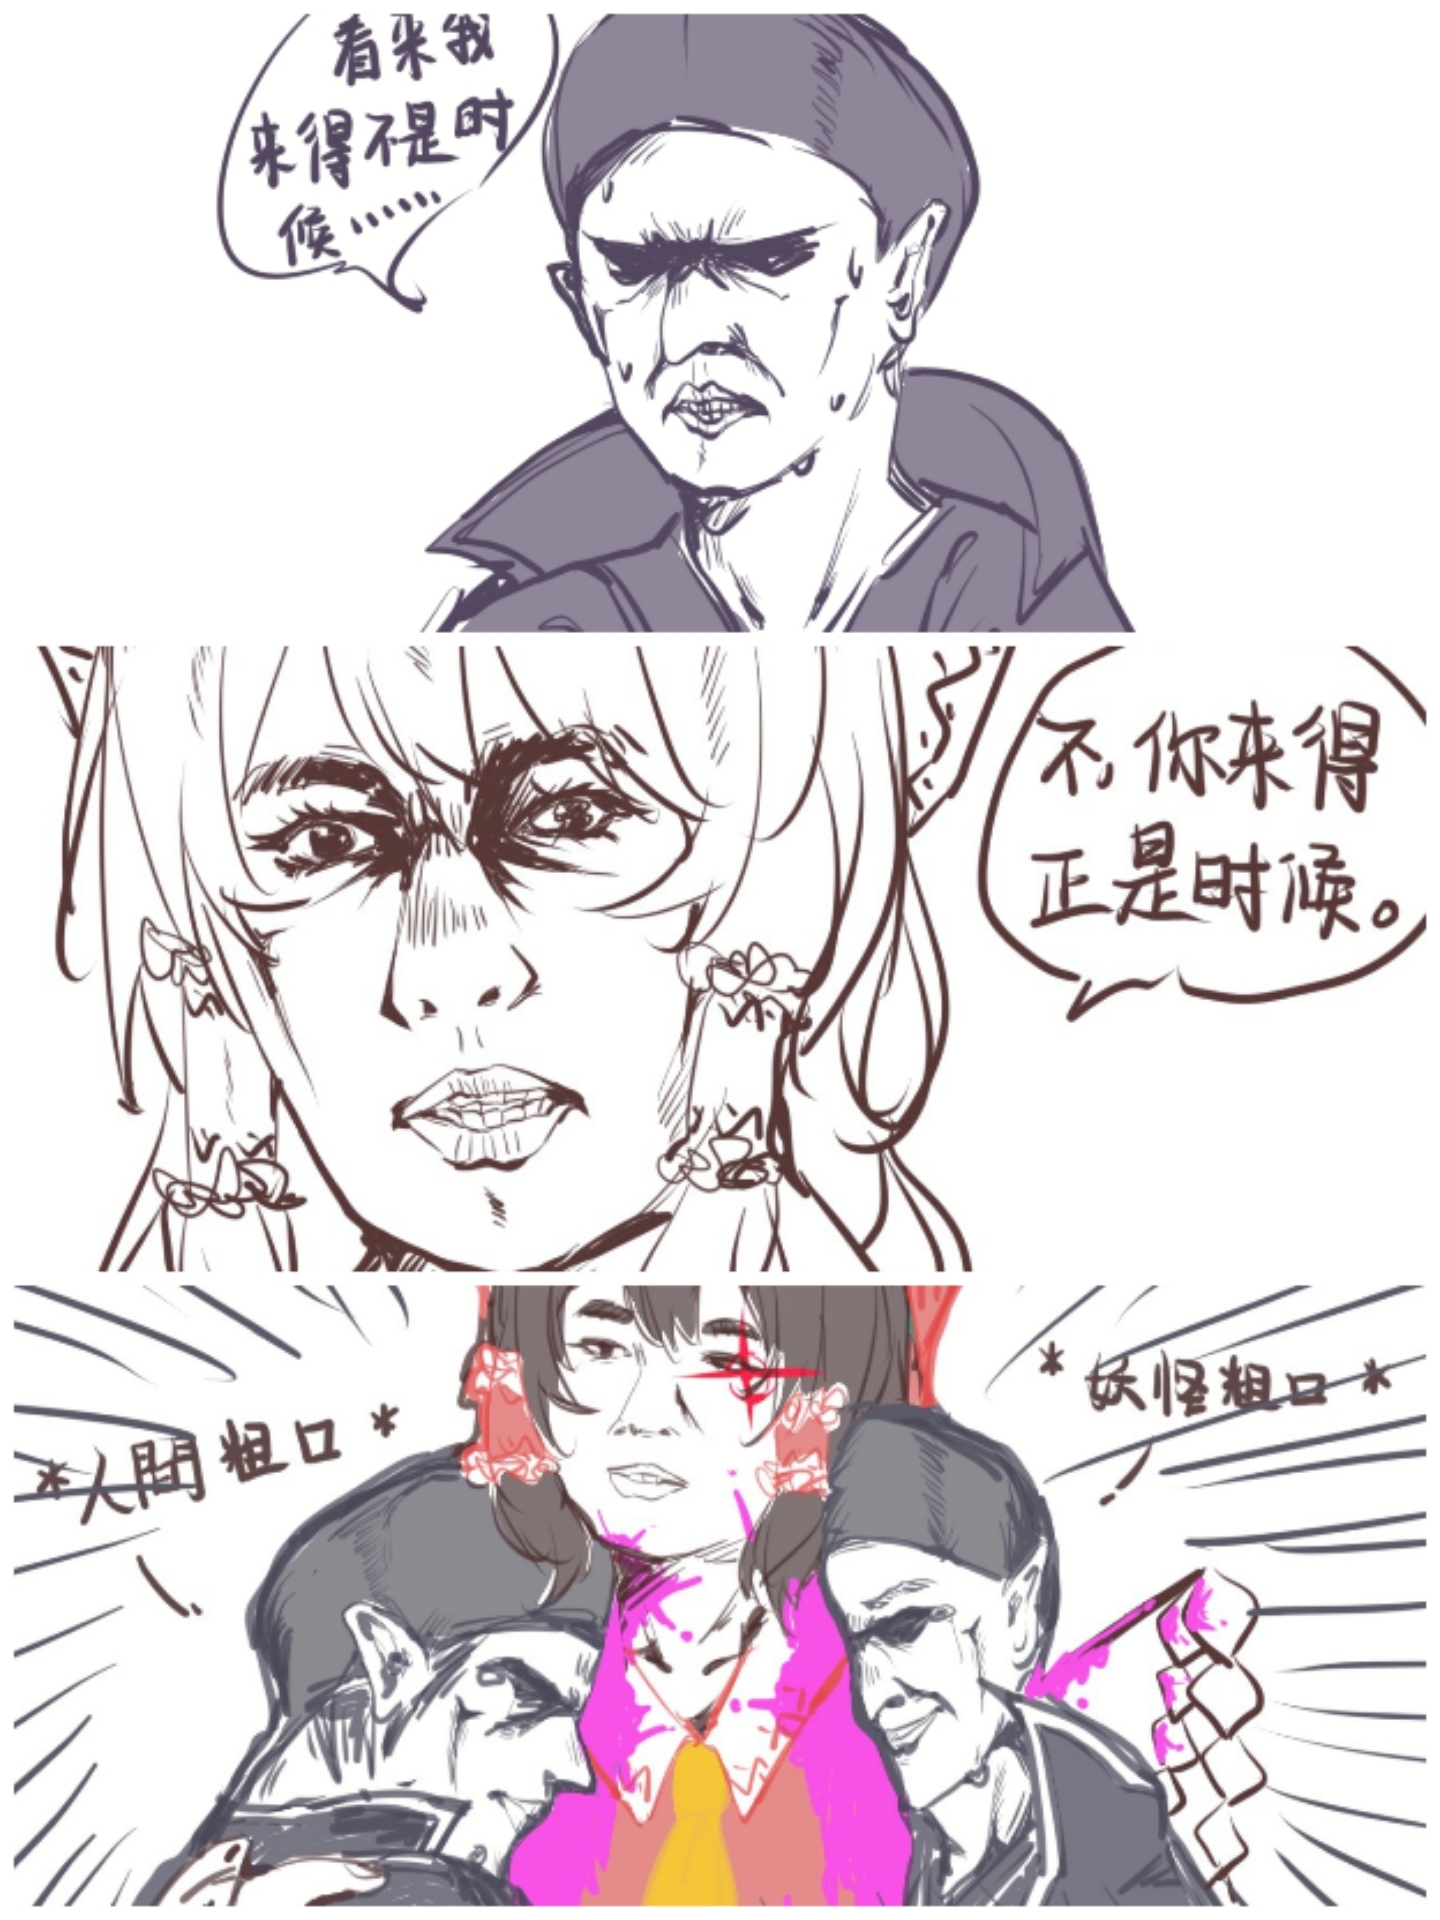 看来我
来得不是时
候……
不,你来得
正是时候。
*人間粗口*
*妖怪粗口*